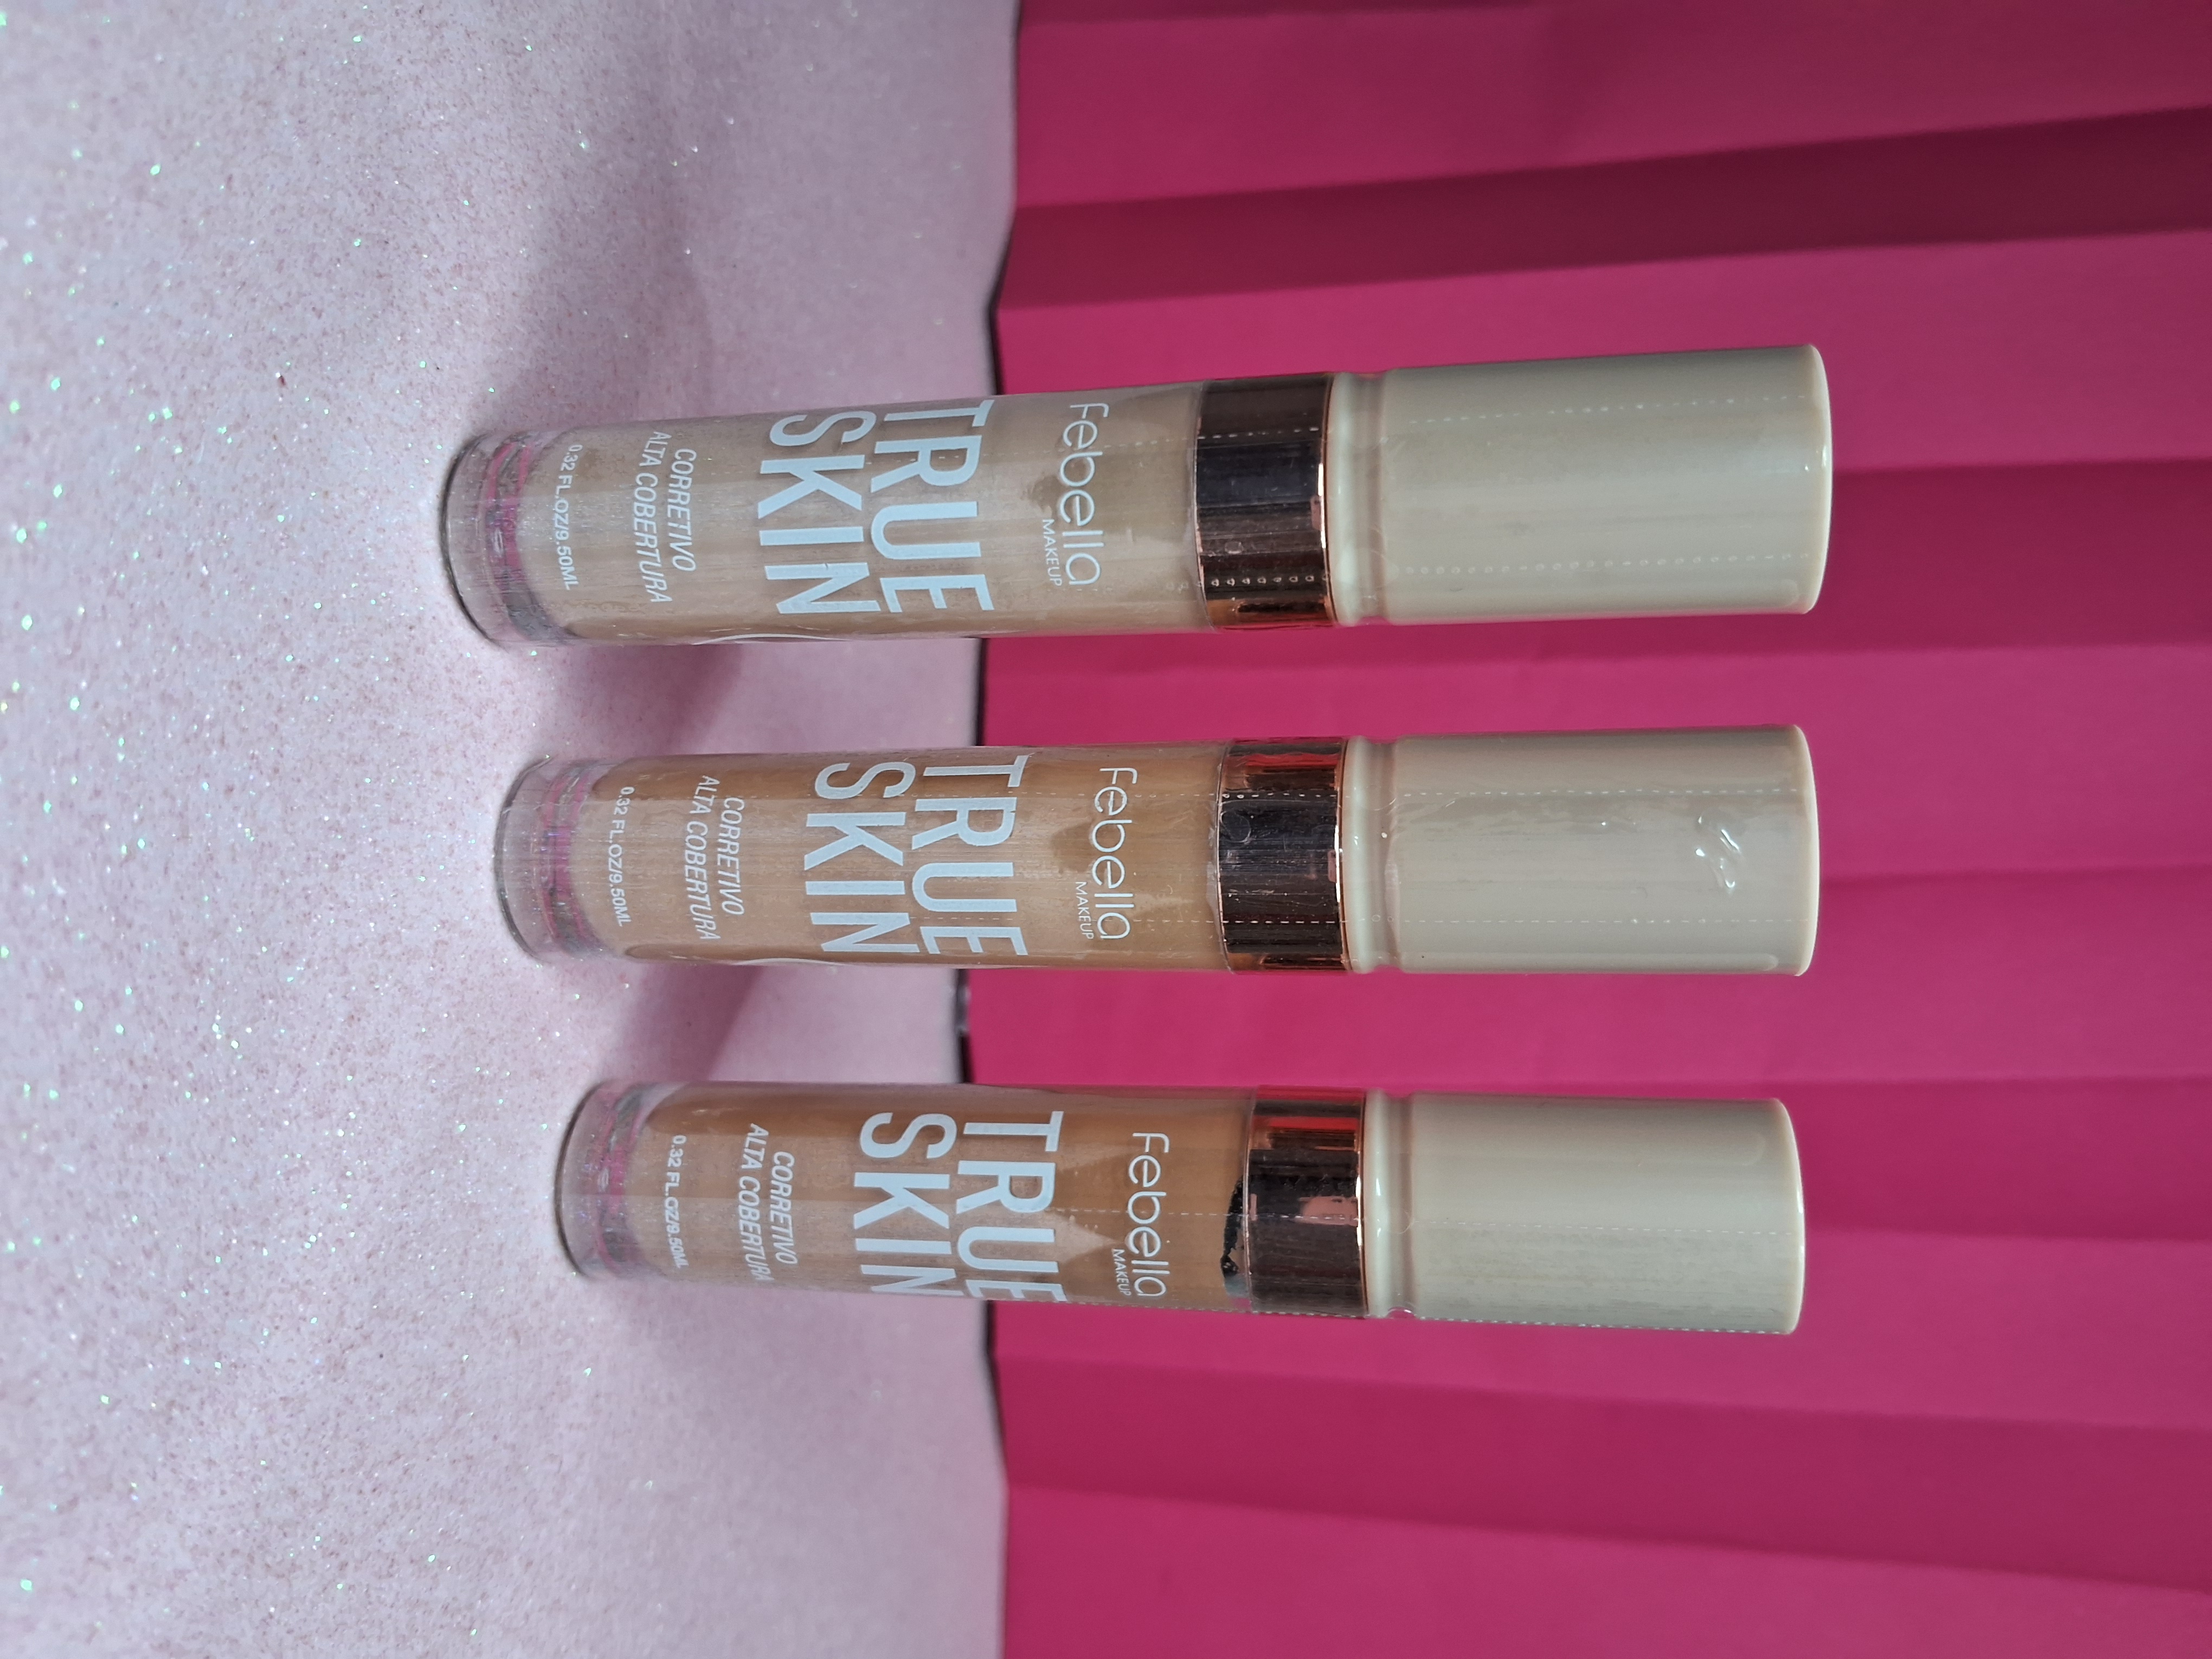 Febella
MAKEUP
TRUE
SKIN
CORRETIVO
ALTA COBERTURA
0.32 FL.OZ/9.50ML
Febella
MAKEUP
TRUE
SKIN
CORRETIVO
ALTA COBERTURA
0.32 FL.OZ/9.50ML
Febella
MAKEUP
TRUE
SKIN
CORRETIVO
ALTA COBERTURA
0.32 FL.OZ/9.50ML